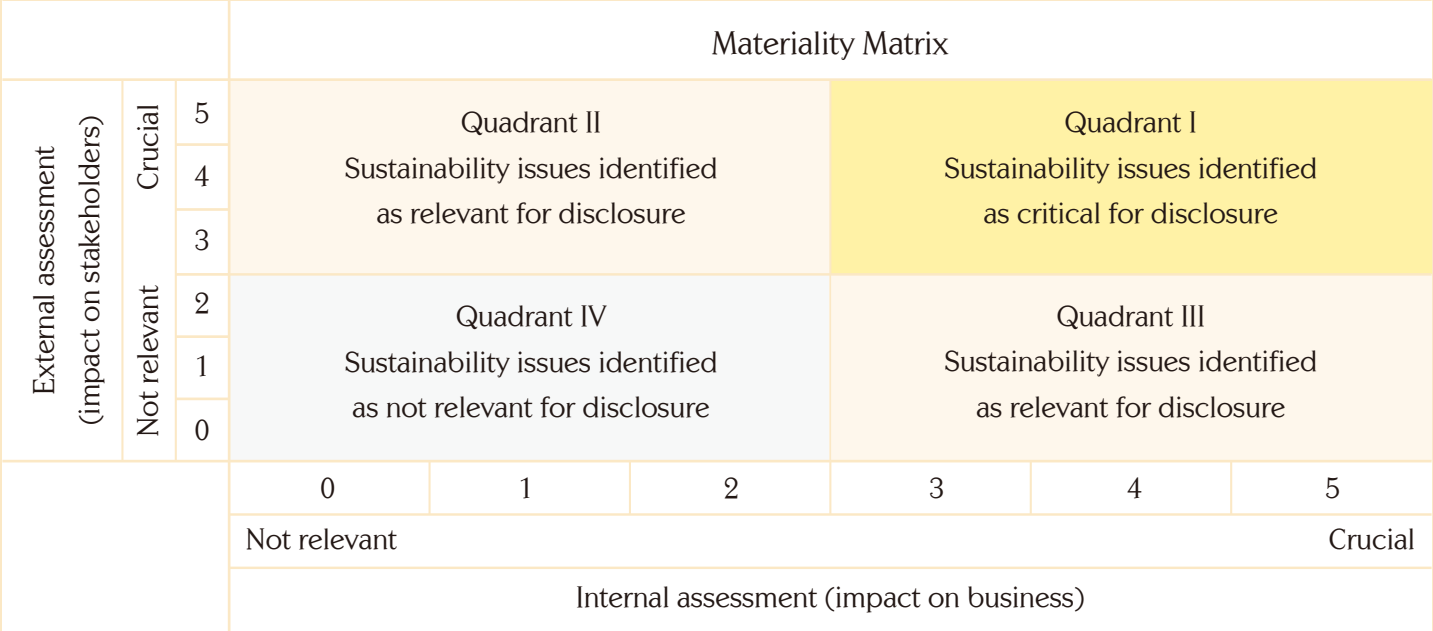 Materiality Matrix
External assessment
(impact on stakeholders)
Crucial
Not relevant
5
4
3
2
1
0
Quadrant II
Sustainability issues identified
as relevant for disclosure
Quadrant I
Sustainability issues identified
as critical for disclosure
Quadrant IV
Sustainability issues identified
as not relevant for disclosure
Quadrant III
Sustainability issues identified
as relevant for disclosure
0 1 2 3 4 5
Not relevant Crucial
Internal assessment (impact on business)